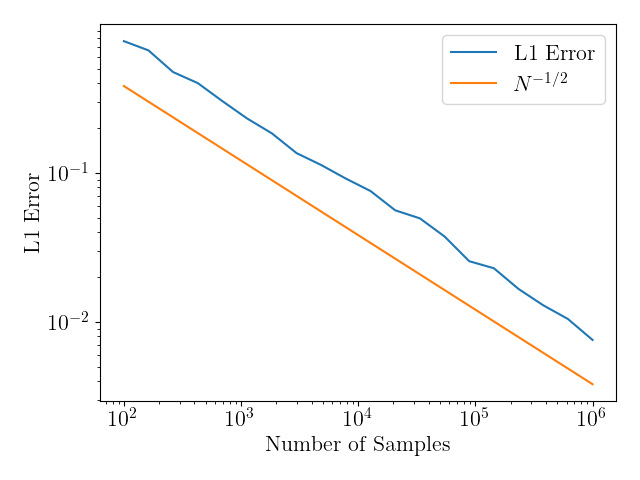 L1 Error
N^{-1/2}
10^{-1}
10^{-2}
L1 Error
10^2
10^3
10^4
10^5
10^6
Number of Samples